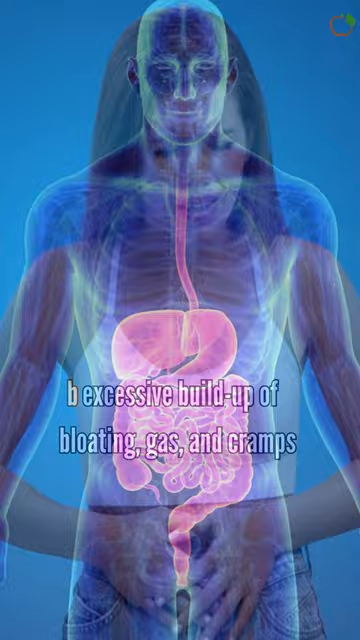 b excessive build-up of
bloating, gas, and cramps